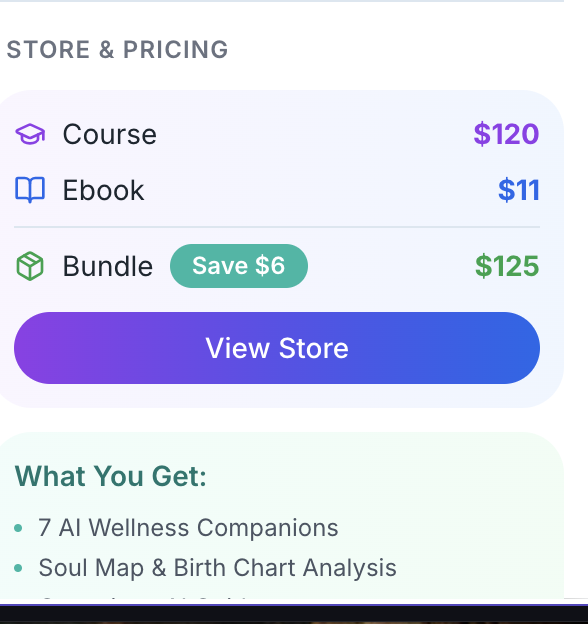 STORE & PRICING
Course $120
Ebook $11
Bundle Save $6 $125
View Store
What You Get:
7 AI Wellness Companions
Soul Map & Birth Chart Analysis